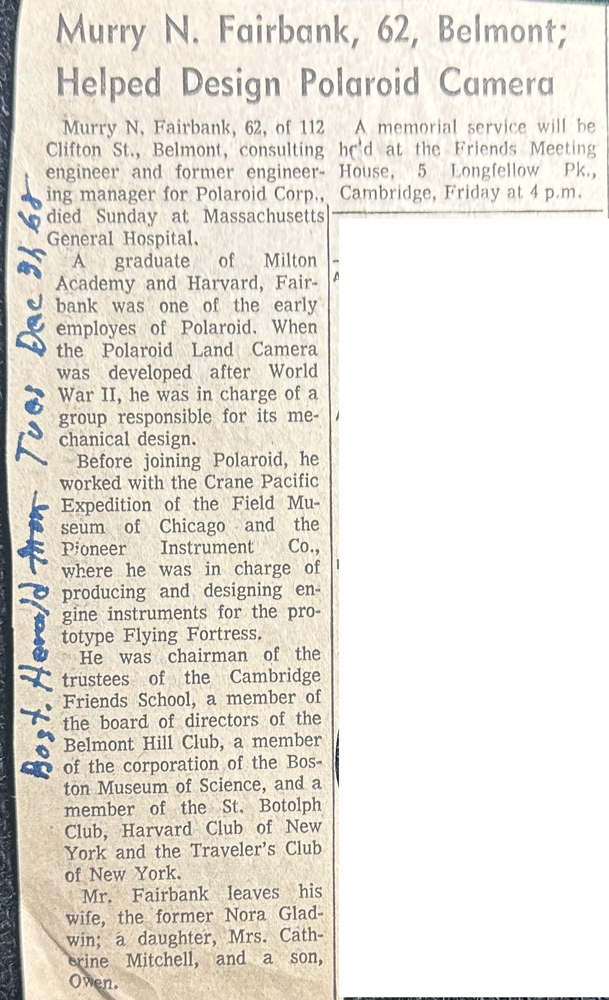 Murry N. Fairbank, 62, Belmont;
Helped Design Polaroid Camera
Murry N. Fairbank, 62, of 112
Clifton St., Belmont, consulting
engineer and former engineer-
ing manager for Polaroid Corp.,
died Sunday at Massachusetts
General Hospital.
A graduate of Milton
Academy and Harvard, Fair-
bank was one of the early
employes of Polaroid. When
the Polaroid Land Camera
was developed after World
War II, he was in charge of a
group responsible for its me-
chanical design.
Before joining Polaroid, he
worked with the Crane Pacific
Expedition of the Field Mu-
seum of Chicago and the
Pioneer Instrument Co.,
where he was in charge of
producing and designing en-
gine instruments for the pro-
totype Flying Fortress.
He was chairman of the
trustees of the Cambridge
Friends School, a member of
the board of directors of the
Belmont Hill Club, a member
of the corporation of the Bos-
ton Museum of Science, and a
member of the St. Botolph
Club, Harvard Club of New
York and the Traveler's Club
of New York.
Mr. Fairbank leaves his
wife, the former Nora Glad-
win; a daughter, Mrs. Cath-
erine Mitchell, and a son,
Owen.
A memorial service will be
he'd at the Friends Meeting
House, 5 Longfellow Pk.,
Cambridge, Friday at 4 p.m.
Bost. Herald Tues Dec 68